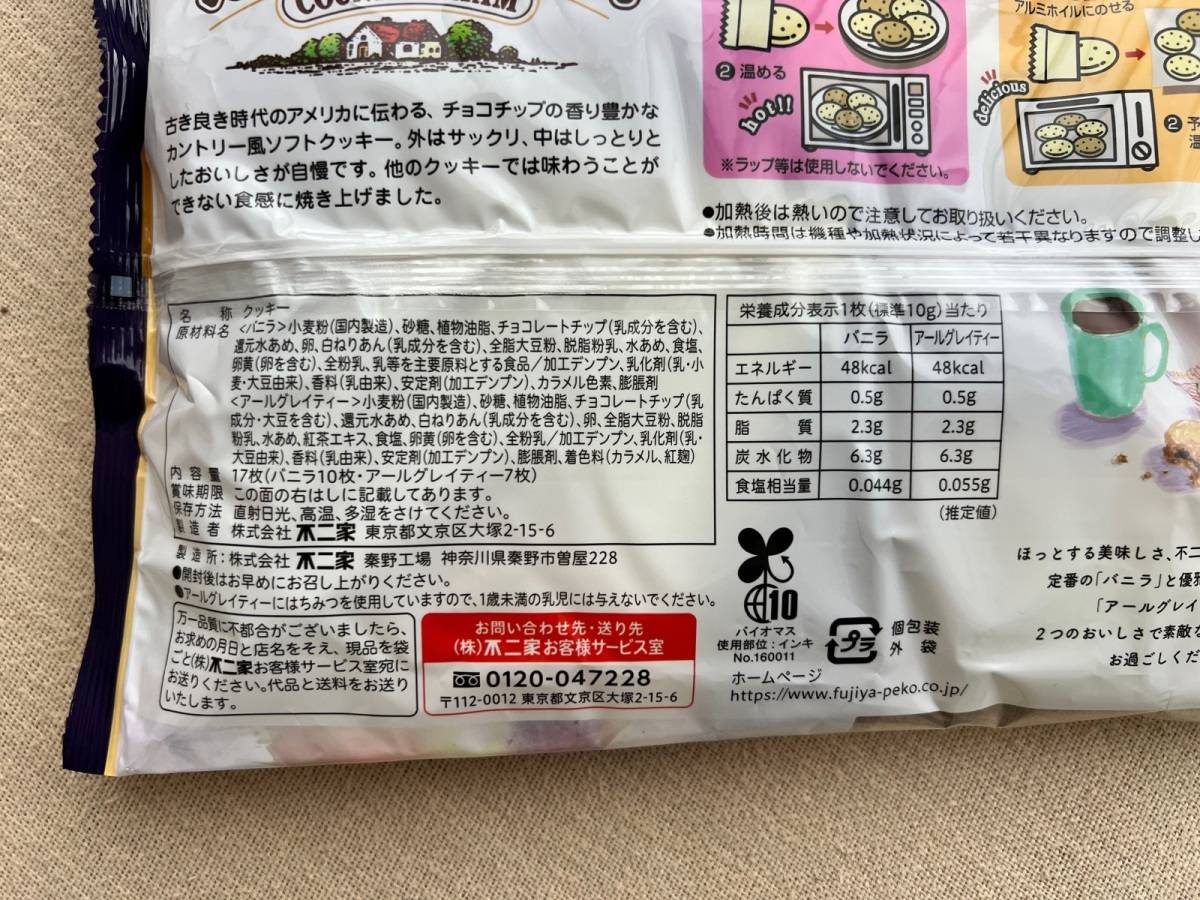 古き良き時代のアメリカに伝わる、チョコチップの香り豊かな
カントリー風ソフトクッキー。外はサックリ、中はしっとりと
したおいしさが自慢です。他のクッキーでは味わうことが
できない食感に焼き上げました。
❷温める
hot!!
※ラップ等は使用しないでください。
アルミホイルにのせる
delicious
❷予
温
●加熱後は熱いので注意してお取り扱いください。
●加熱時間は機種や加熱状況によって若干異なりますので調整し
名称 クッキー
原材料名 <バニラ>小麦粉(国内製造)、砂糖、植物油脂、チョコレートチップ(乳成分を含む)、
還元水あめ、卵、白ねりあん(乳成分を含む)、全脂大豆粉、脱脂粉乳、水あめ、食塩、
卵黄(卵を含む)、全粉乳、乳等を主要原料とする食品/加工デンプン、乳化剤(乳・小
麦・大豆由来)、香料(乳由来)、安定剤(加工デンプン)、カラメル色素、膨脹剤
<アールグレイティー>小麦粉(国内製造)、砂糖、植物油脂、チョコレートチップ(乳
成分・大豆を含む)、還元水あめ、白ねりあん(乳成分を含む)、卵、全脂大豆粉、脱脂
粉乳、水あめ、紅茶エキス、食塩、卵黄(卵を含む)、全粉乳/加工デンプン、乳化剤(乳・
大豆由来)、香料(乳由来)、安定剤(加工デンプン)、膨脹剤、着色料(カラメル、紅麹)
内容量 17枚(バニラ10枚・アールグレイティー7枚)
賞味期限 この面の右はしに記載してあります。
保存方法 直射日光、高温、多湿をさけてください。
製造者 株式会社 不二家 東京都文京区大塚2-15-6
製造所:株式会社 不二家 秦野工場 神奈川県秦野市曽屋228
●開封後はお早めにお召し上がりください。
●アールグレイティーにはちみつを使用していますので、1歳未満の乳児には与えないでください。
万一品質に不都合がございましたら、
お求めの月日と店名をそえ、現品を袋
ごと(株)不二家お客様サービス室宛に
お送りください。代品と送料をお送り
いたします。
お問い合わせ先・送り先
(株)不二家お客様サービス室
0120-047228
〒112-0012 東京都文京区大塚2-15-6
栄養成分表示1枚(標準10g)当たり
バニラ アールグレイティー
エネルギー 48kcal 48kcal
たんぱく質 0.5g 0.5g
脂質 2.3g 2.3g
炭水化物 6.3g 6.3g
食塩相当量 0.044g 0.055g
(推定値)
10
バイオマス
使用部位:インキ
No.160011
プラ
個包装
外袋
ホームページ
https://www.fujiya-peko.co.jp/
ほっとする美味しさ、不二
定番の「バニラ」と優雅
「アールグレイ
2つのおいしさで素敵な
お過ごしくだ